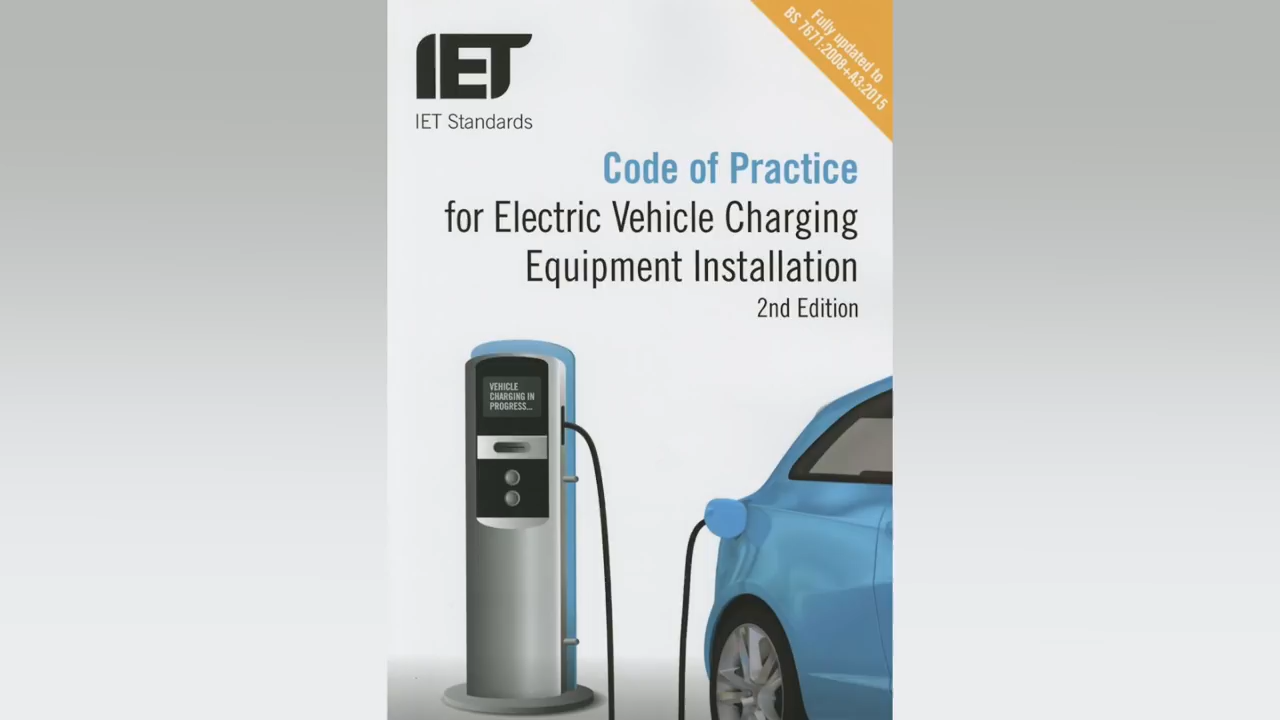 IET
IET Standards
Fully updated to
BS 7671:2008+A3:2015
Code of Practice
for Electric Vehicle Charging
Equipment Installation
2nd Edition
VEHICLE
CHARGING IN
PROGRESS...